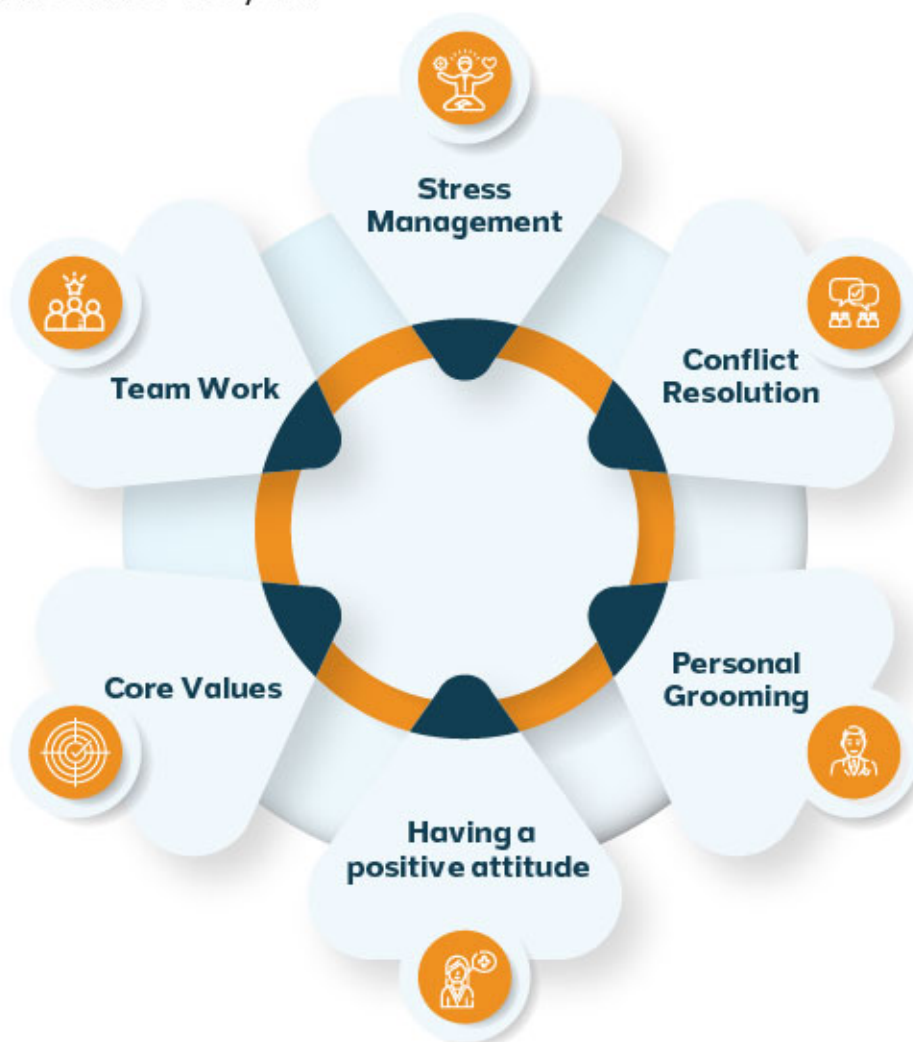 Stress
Management
Team Work
Conflict
Resolution
Core Values
Personal
Grooming
Having a
positive attitude